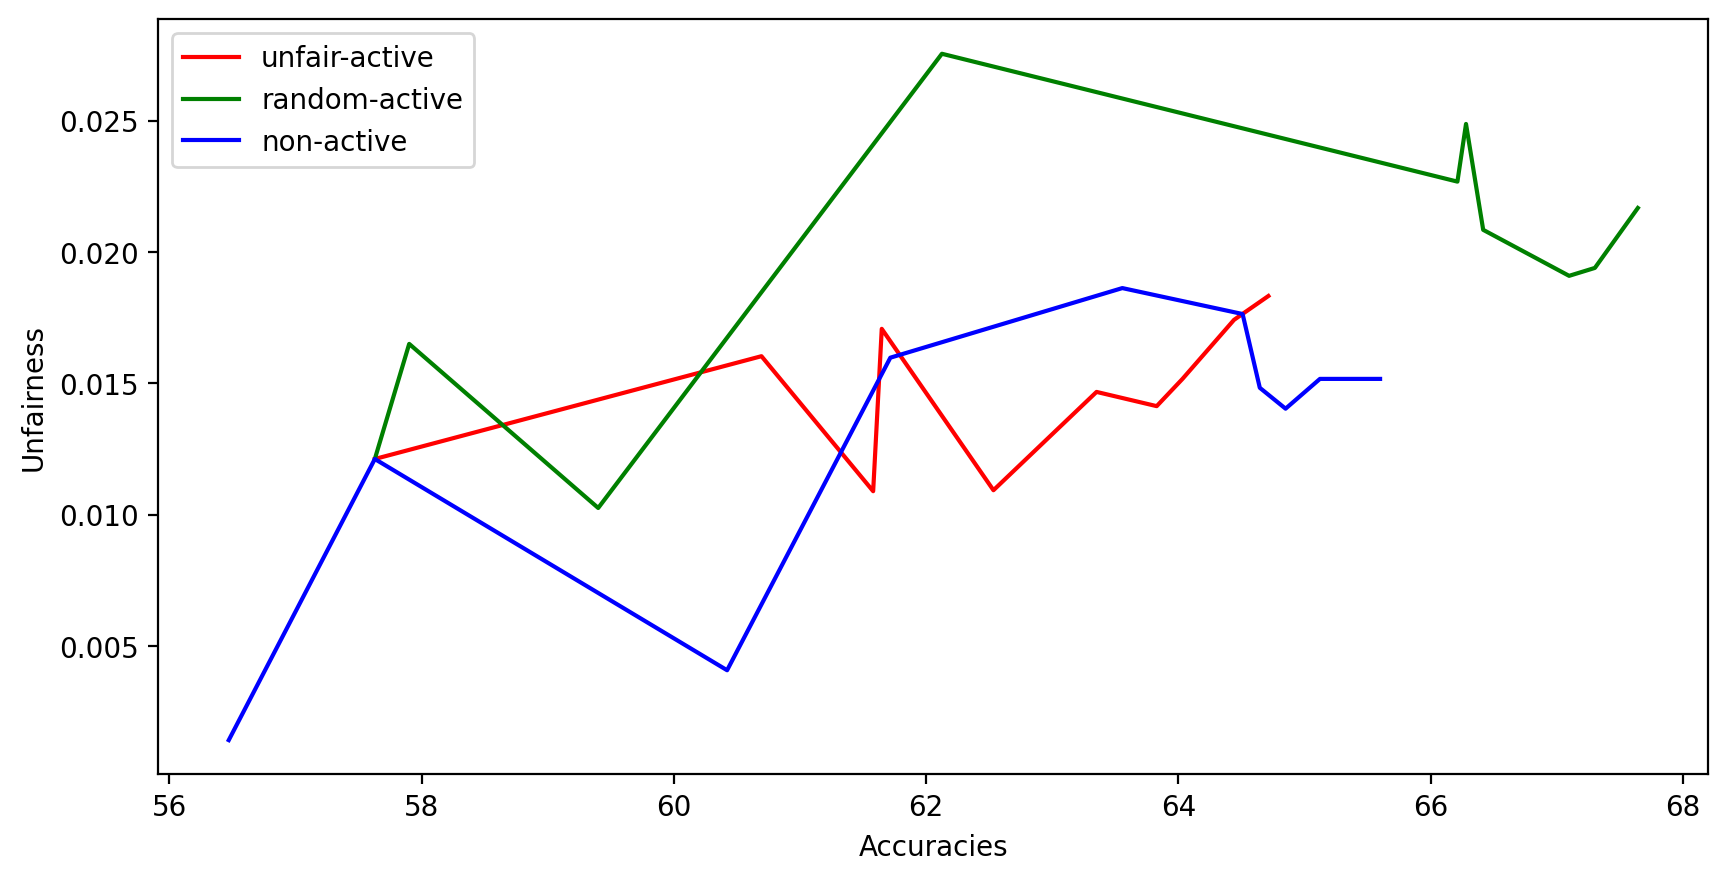 unfair-active
random-active
non-active
0.025
0.020
0.015
0.010
0.005
Unfairness
56 58 60 62 64 66 68
Accuracies